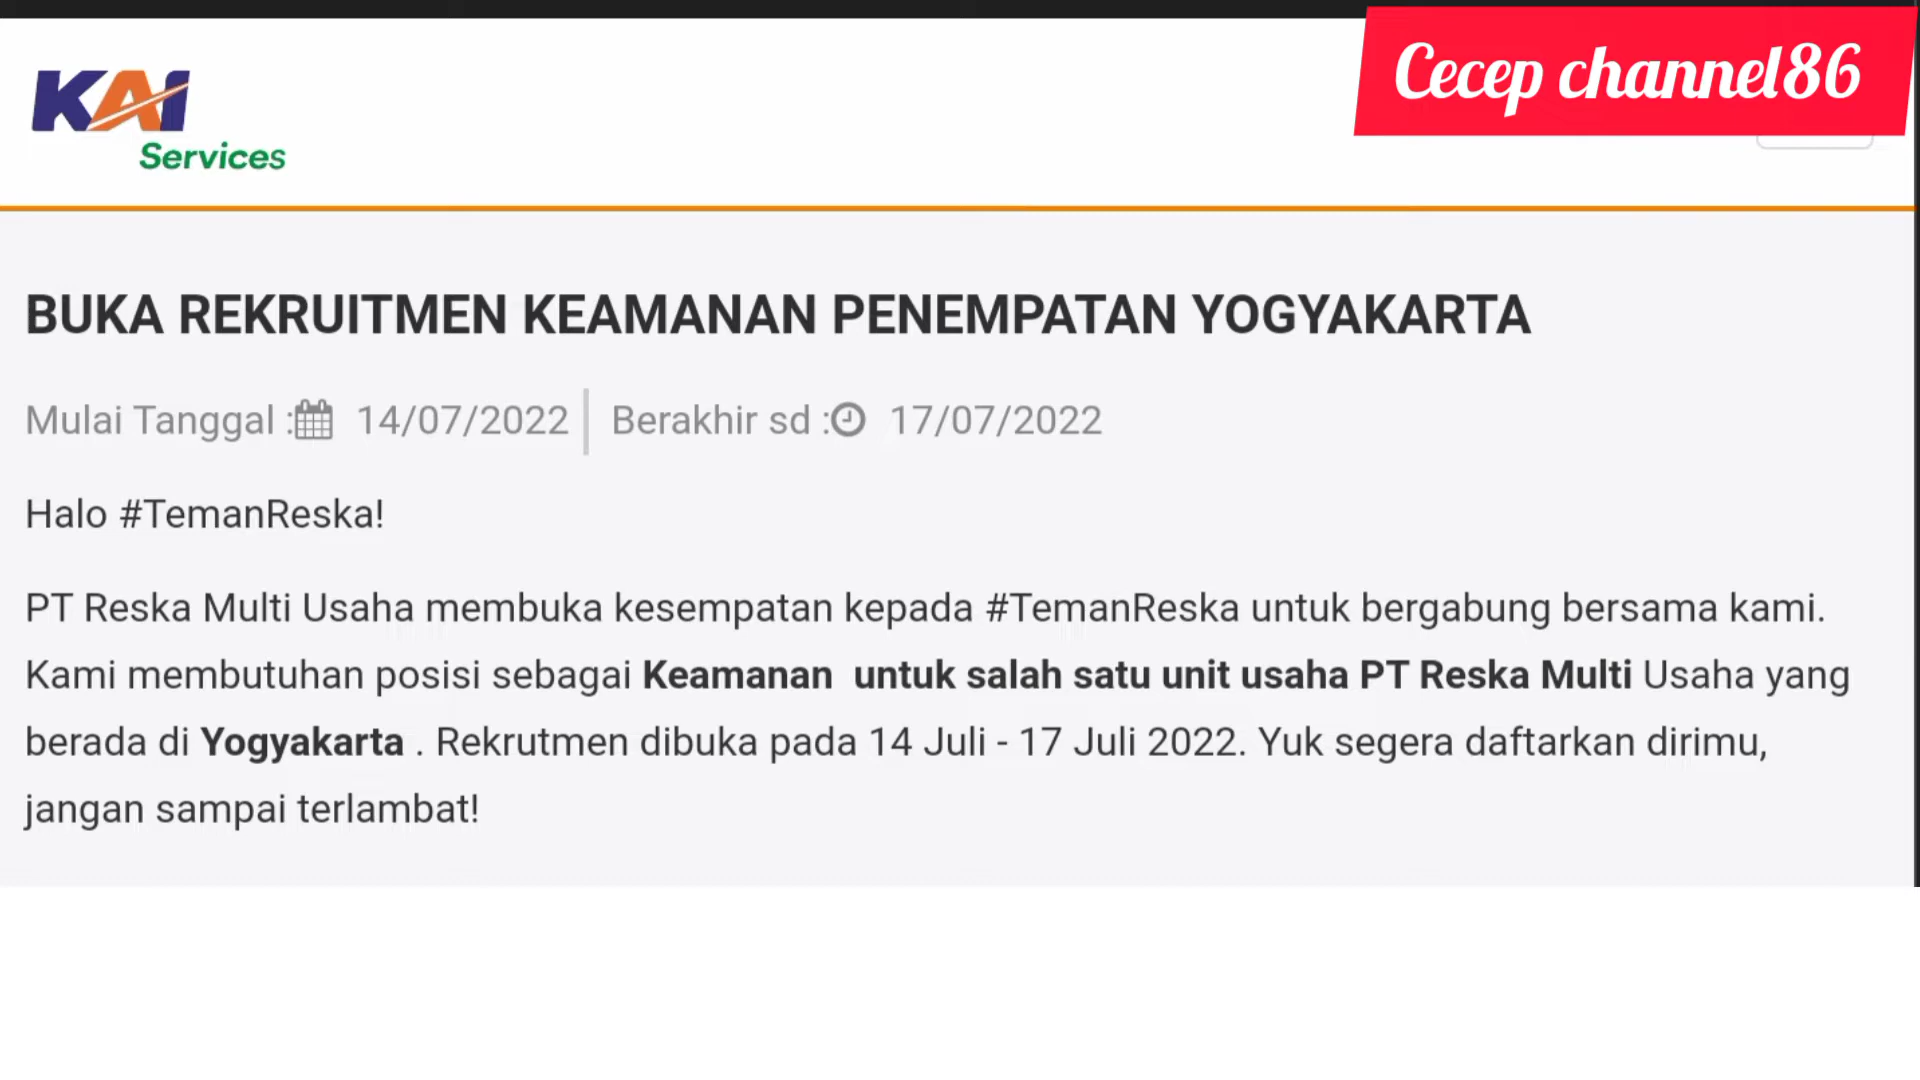 KAI
Services
Cecep channel86
BUKA REKRUITMEN KEAMANAN PENEMPATAN YOGYAKARTA
Mulai Tanggal : 14/07/2022 Berakhir sd : 17/07/2022
Halo #TemanReska!
PT Reska Multi Usaha membuka kesempatan kepada #TemanReska untuk bergabung bersama kami.
Kami membutuhan posisi sebagai Keamanan  untuk salah satu unit usaha PT Reska Multi Usaha yang
berada di Yogyakarta . Rekrutmen dibuka pada 14 Juli - 17 Juli 2022. Yuk segera daftarkan dirimu,
jangan sampai terlambat!